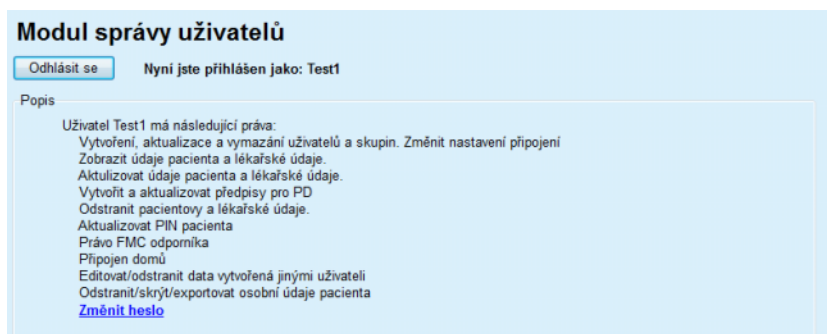 Modul správy uživatelů
Odhlásit se Nyní jste přihlášen jako: Test1
Popis
Uživatel Test1 má následující práva:
Vytvoření, aktualizace a vymazání uživatelů a skupin. Změnit nastavení připojení
Zobrazit údaje pacienta a lékařské údaje.
Aktulizovat údaje pacienta a lékařské údaje.
Vytvořit a aktualizovat předpisy pro PD
Odstranit pacientovy a lékařské údaje.
Aktualizovat PIN pacienta
Právo FMC odporníka
Připojen domů
Editovat/odstranit data vytvořená jinými uživateli
Odstranit/skrýt/exportovat osobní údaje pacienta
Změnit heslo